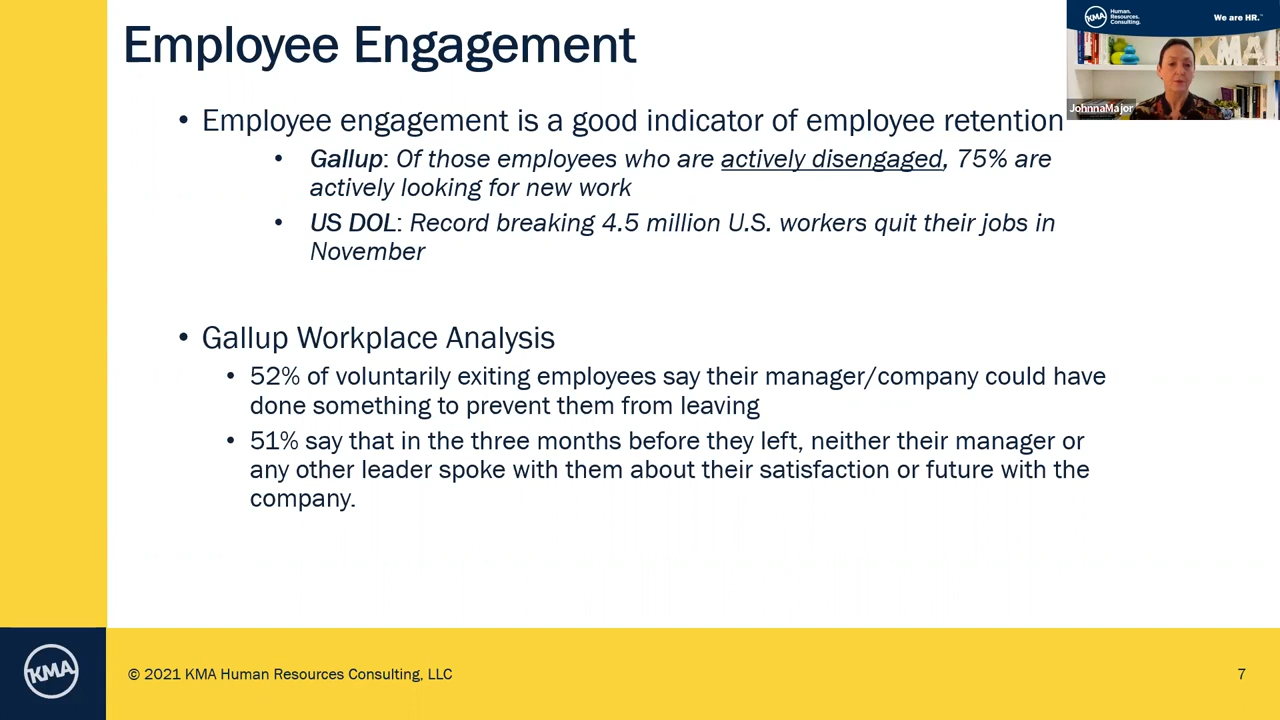 Employee Engagement
KMA Human.
Resources.
Consulting.
We are HR.™
KMA
JohnnaMajor
• Employee engagement is a good indicator of employee retention
• Gallup: Of those employees who are actively disengaged, 75% are
actively looking for new work
• US DOL: Record breaking 4.5 million U.S. workers quit their jobs in
November
• Gallup Workplace Analysis
• 52% of voluntarily exiting employees say their manager/company could have
done something to prevent them from leaving
• 51% say that in the three months before they left, neither their manager or
any other leader spoke with them about their satisfaction or future with the
company.
KMA
© 2021 KMA Human Resources Consulting, LLC
7